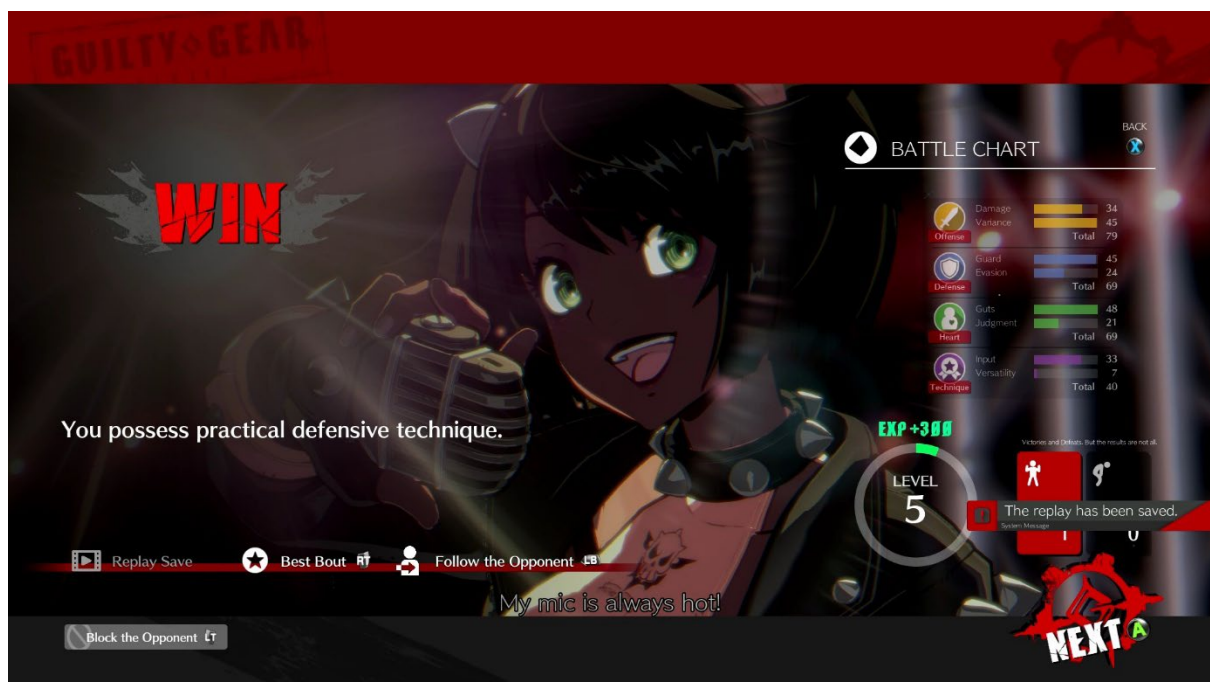 GUILTY GEAR
WIN
BACK
X
BATTLE CHART
Damage 34
Variance 45
Offense Total 79
Guard 45
Evasion 24
Defense Total 69
Guts 48
Judgment 21
Heart Total 69
Input 33
Versatility 7
Technique Total 40
You possess practical defensive technique.
EXP +300
LEVEL
5
Victories and Defeats. But the results are not all.
The replay has been saved.
System Message
1 0
Replay Save
Best Bout RT
Follow the Opponent LB
My mic is always hot!
Block the Opponent LT
NEXT A